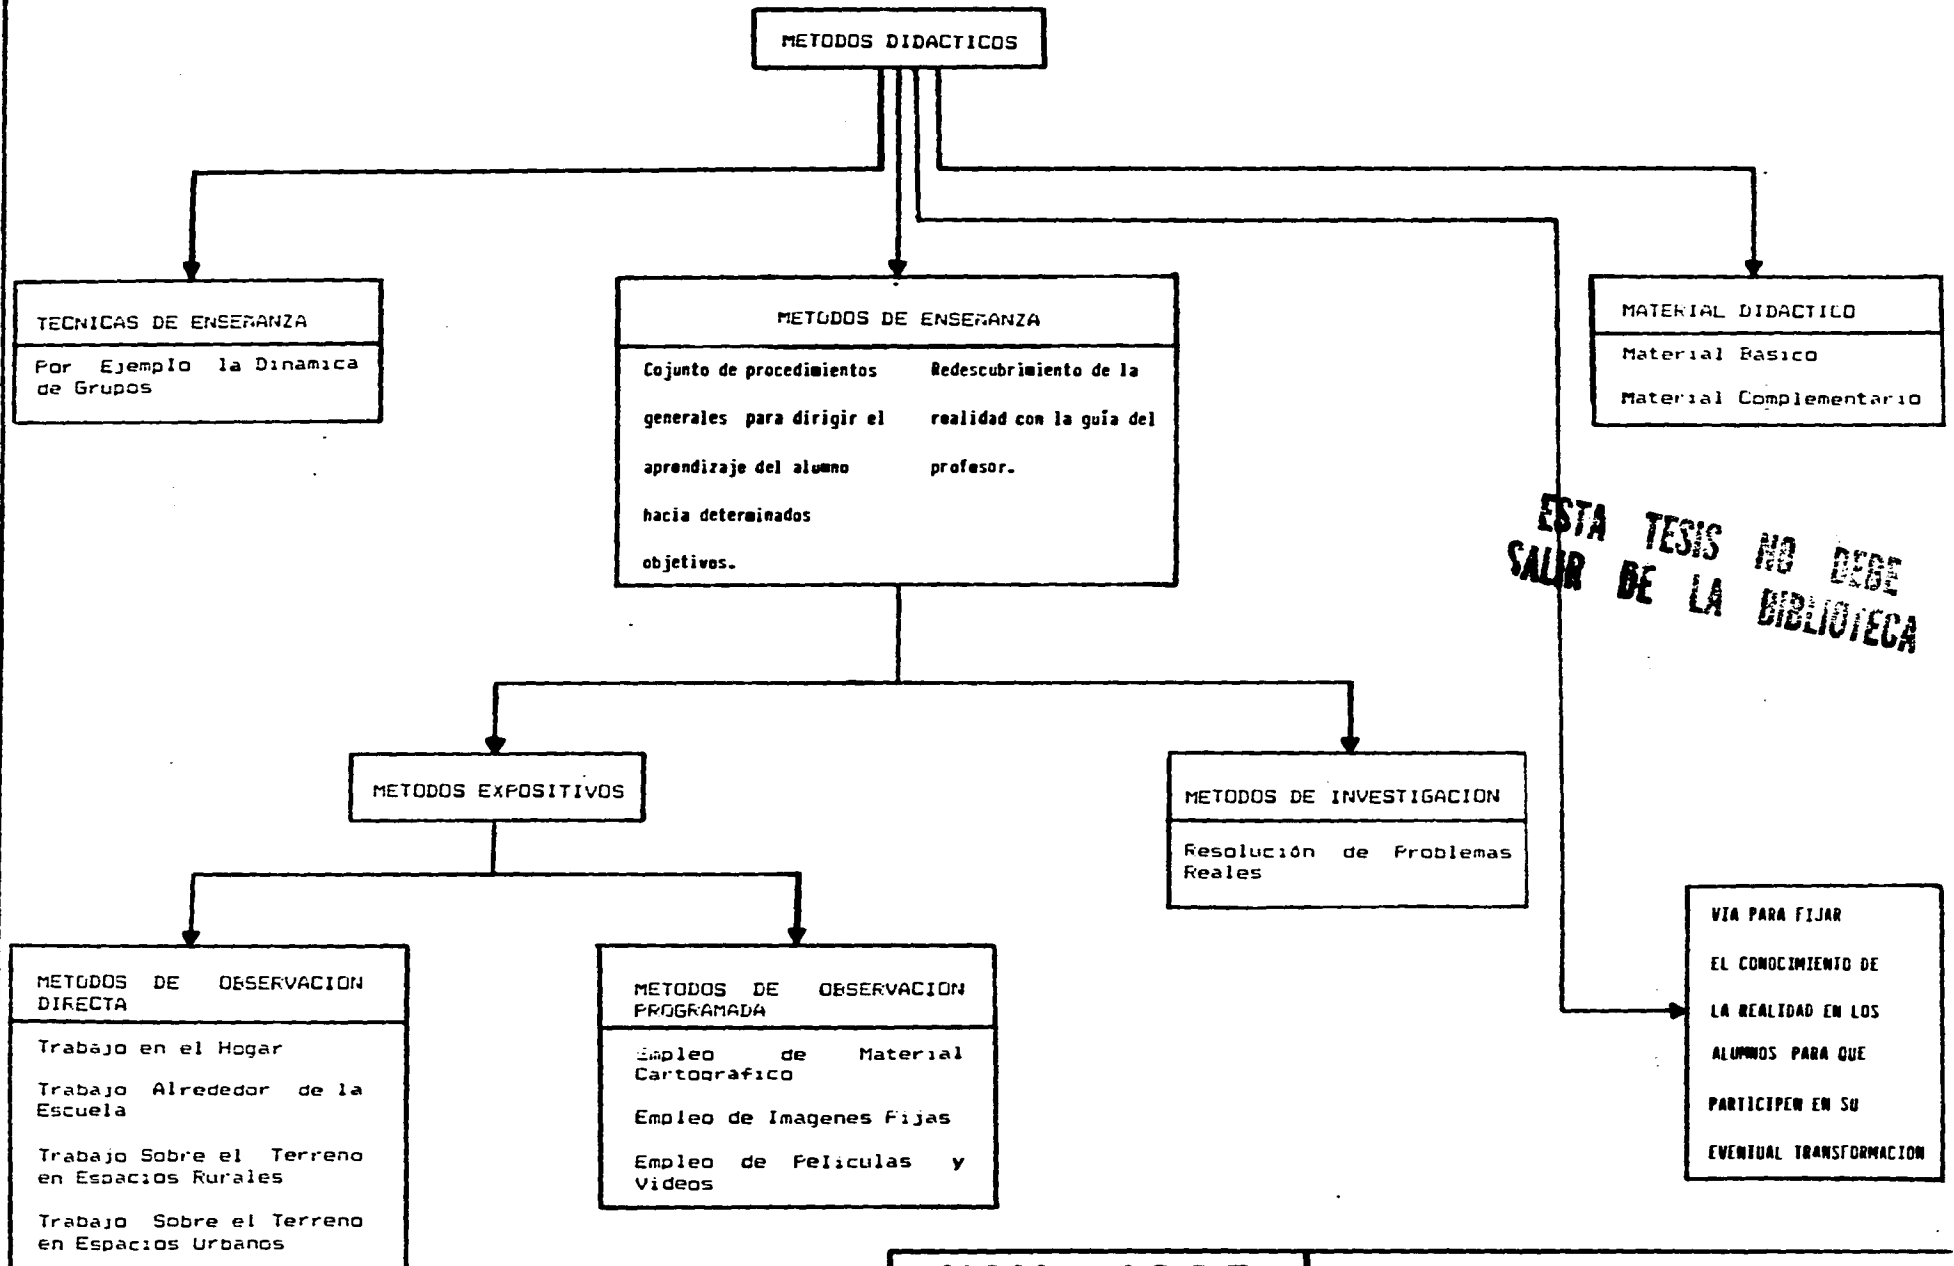 METODOS DIDACTICOS
TECNICAS DE ENSEÑANZA
Por Ejemplo la Dinamica
de Grupos
METODOS DE ENSEÑANZA
Cojunto de procedimientos
generales para dirigir el
aprendizaje del alumno
hacia determinados
objetivos.
Redescubrimiento de la
realidad con la guía del
profesor.
MATERIAL DIDACTICO
Material Basico
Material Complementario
ESTA TESIS NO DEBE
SALIR DE LA BIBLIOTECA
METODOS EXPOSITIVOS
METODOS DE INVESTIGACION
Resolución de Problemas
Reales
METODOS DE OBSERVACION
DIRECTA
Trabajo en el Hogar
Trabajo Alrededor de la
Escuela
Trabajo Sobre el Terreno
en Espacios Rurales
Trabajo Sobre el Terreno
en Espacios Urbanos
METODOS DE OBSERVACION
PROGRAMADA
Empleo de Material
Cartografico
Empleo de Imagenes Fijas
Empleo de Peliculas y
Videos
VIA PARA FIJAR
EL CONOCIMIENTO DE
LA REALIDAD EN LOS
ALUMNOS PARA QUE
PARTICIPEN EN SU
EVENTUAL TRANSFORMACION